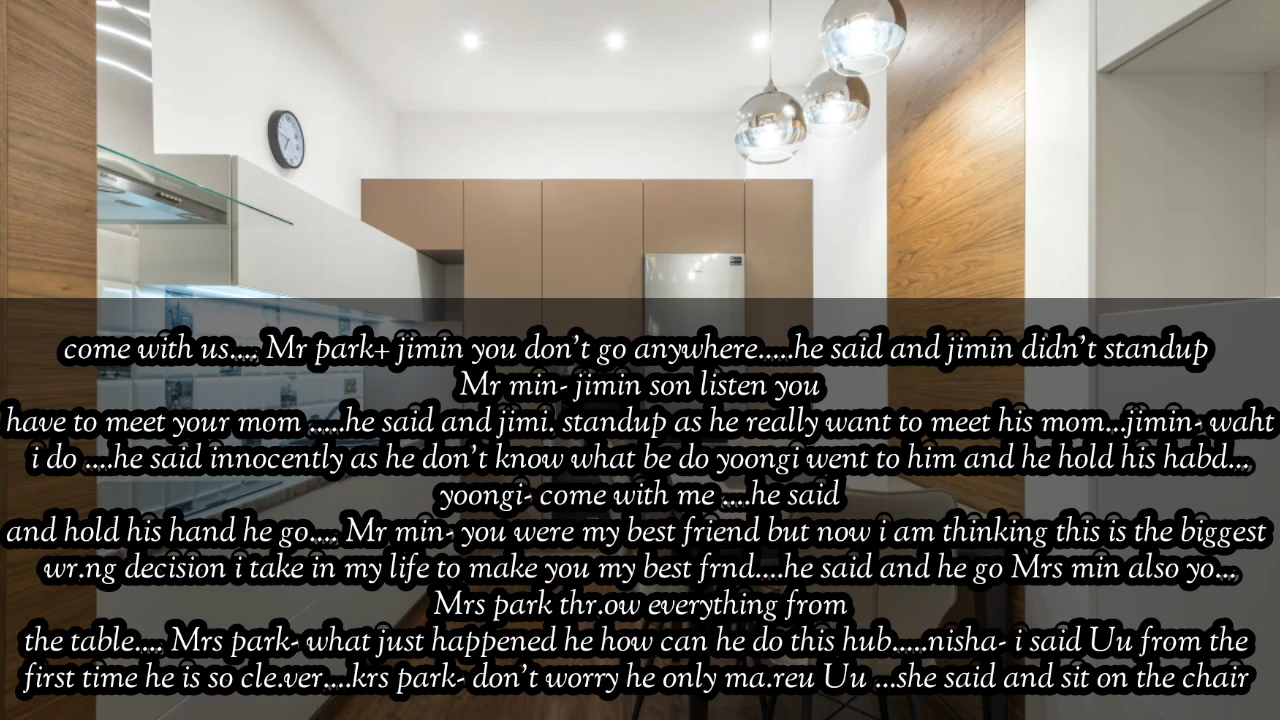 come with us.... Mr park+ jimin you don't go anywhere.....he said and jimin didn't standup
Mr min- jimin son listen you
have to meet your mom .....he said and jimi. standup as he really want to meet his mom...jimin- waht
i do ....he said innocently as he don't know what be do yoongi went to him and he hold his habd...
yoongi- come with me ....he said
and hold his hand he go.... Mr min- you were my best friend but now i am thinking this is the biggest
wr.ng decision i take in my life to make you my best frnd....he said and he go Mrs min also yo...
Mrs park thr.ow everything from
the table.... Mrs park- what just happened he how can he do this hub.....nisha- i said Uu from the
first time he is so cle.ver....krs park- don't worry he only ma.reu Uu ...she said and sit on the chair